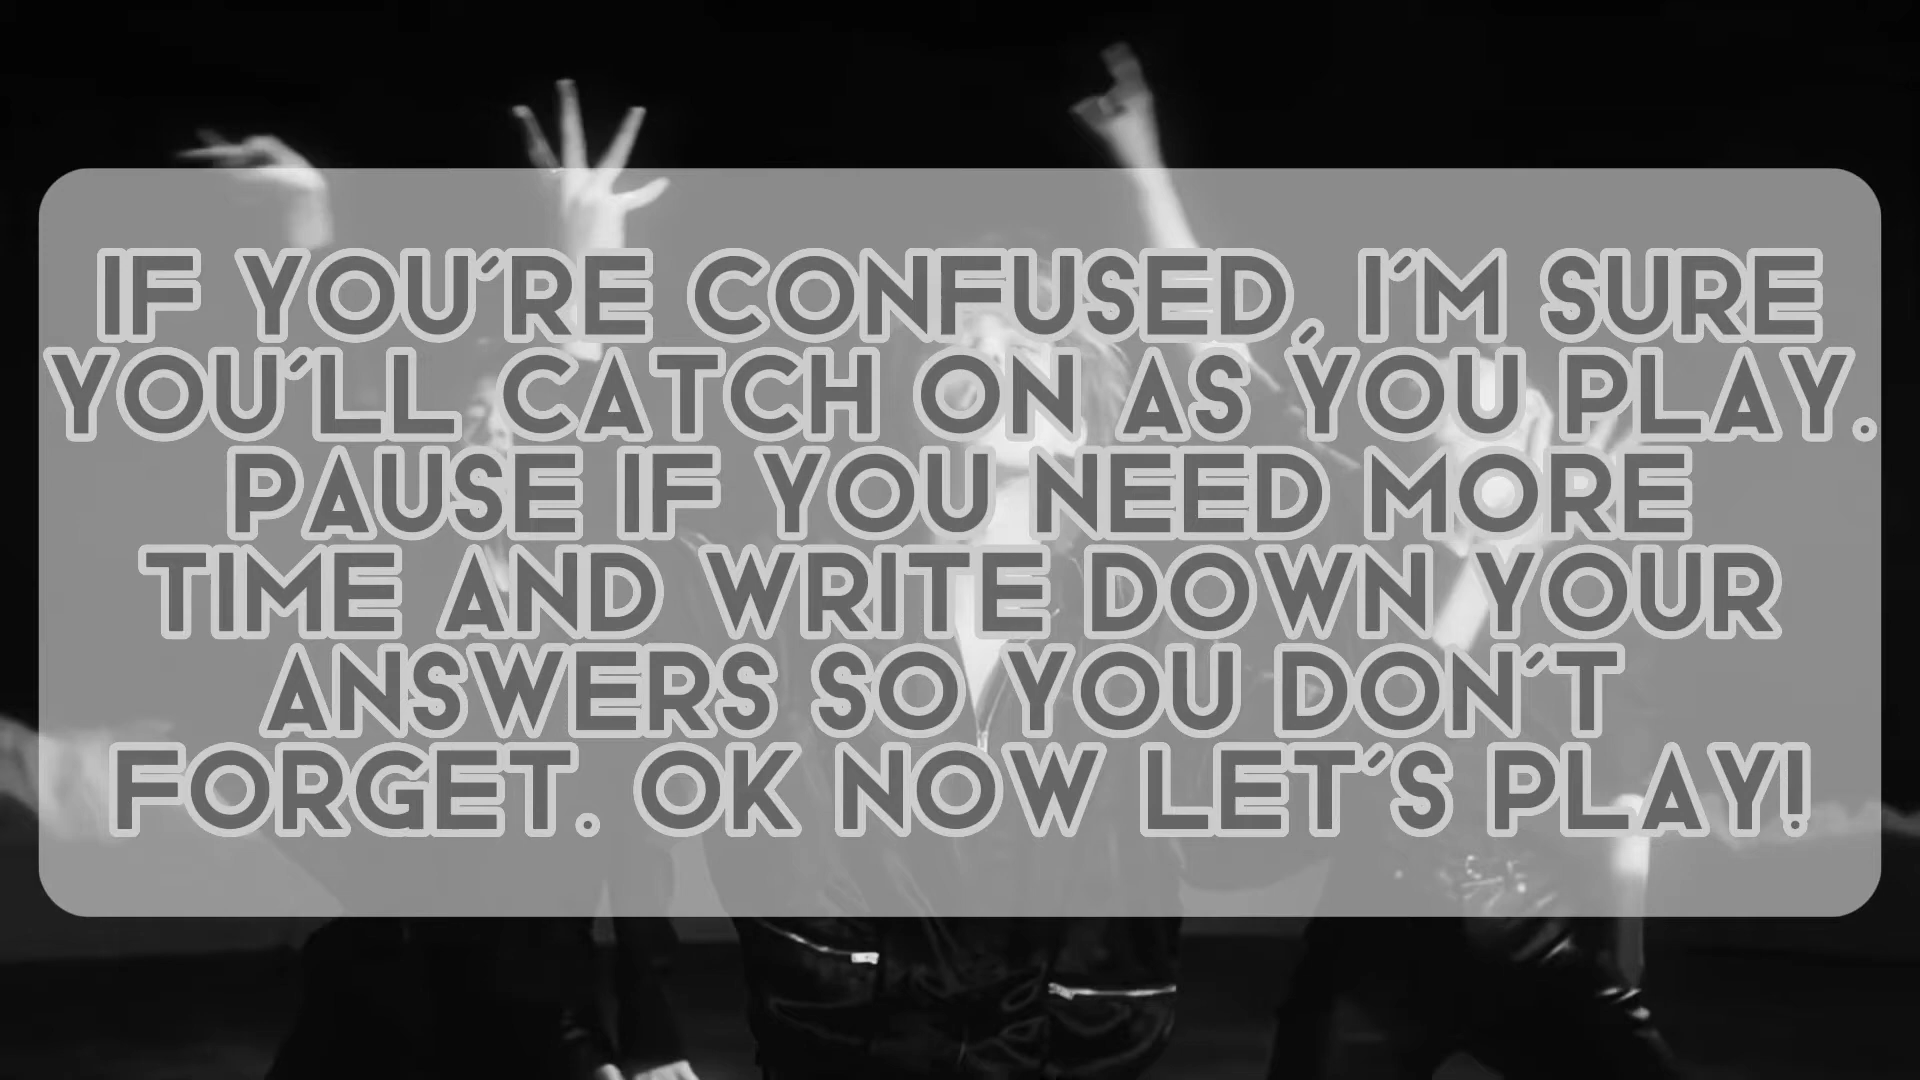 IF YOU'RE CONFUSED, I'M SURE
YOU'LL CATCH ON AS YOU PLAY.
PAUSE IF YOU NEED MORE
TIME AND WRITE DOWN YOUR
ANSWERS SO YOU DON'T
FORGET. OK NOW LET'S PLAY!